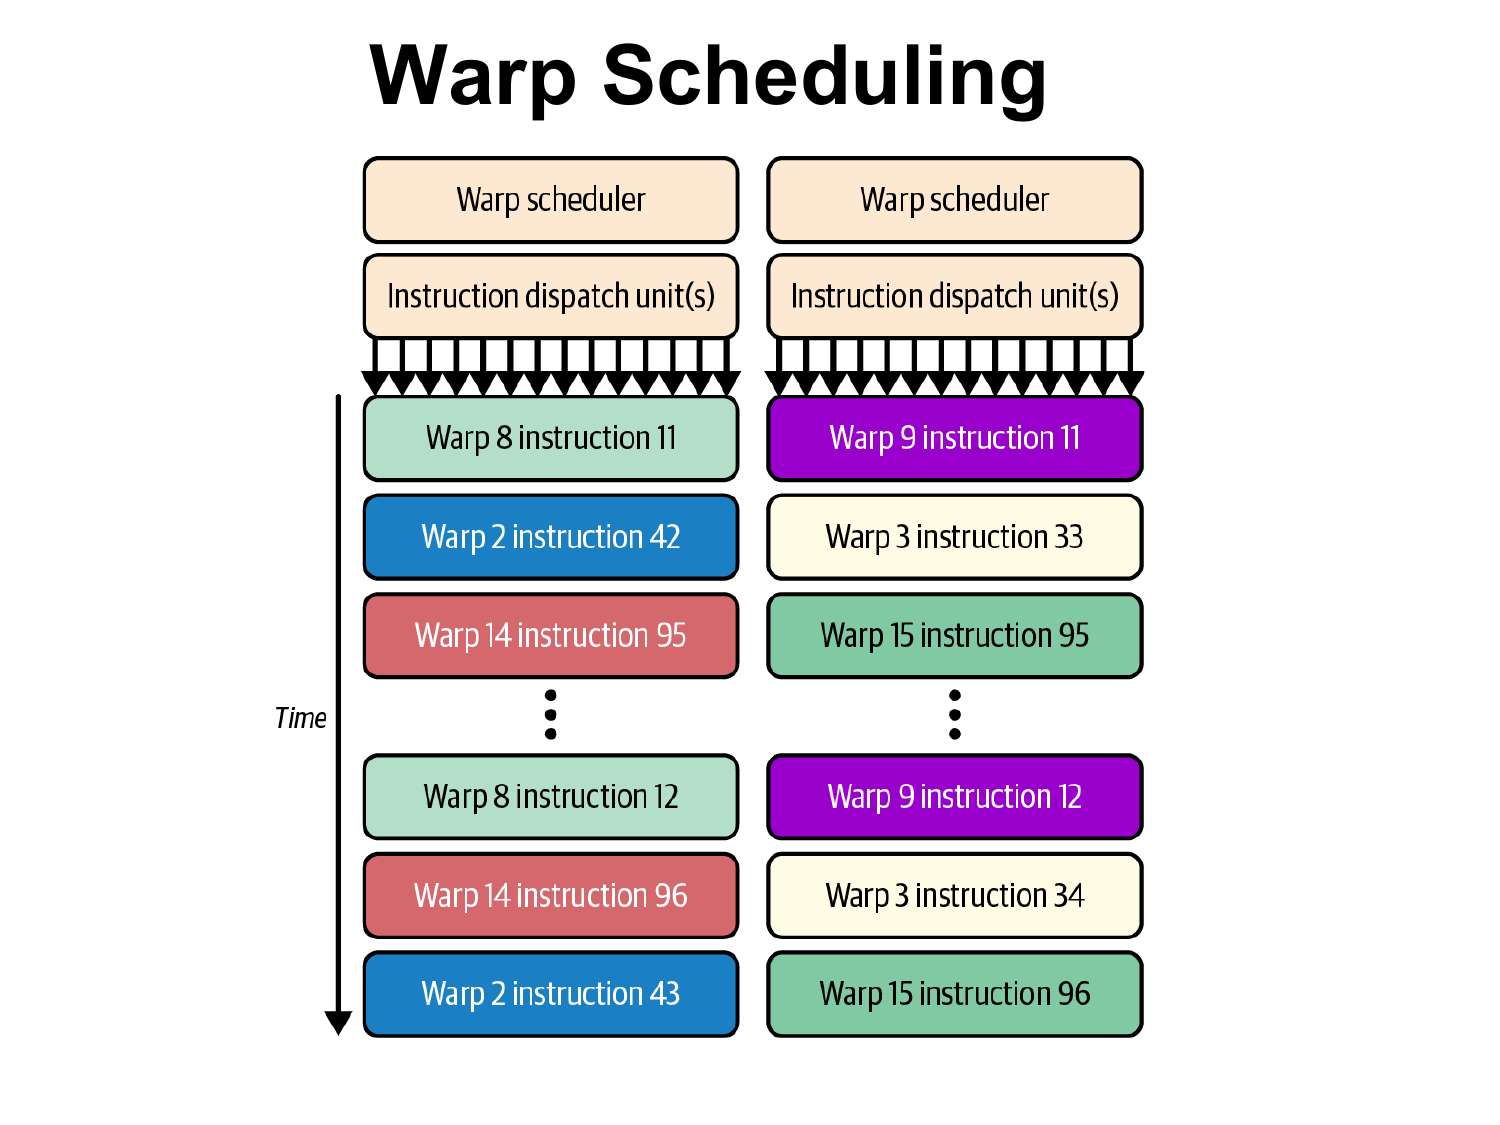 Warp Scheduling
Warp scheduler
Warp scheduler
Instruction dispatch unit(s)
Instruction dispatch unit(s)
Warp 8 instruction 11
Warp 9 instruction 11
Warp 2 instruction 42
Warp 3 instruction 33
Warp 14 instruction 95
Warp 15 instruction 95
Time
Warp 8 instruction 12
Warp 9 instruction 12
Warp 14 instruction 96
Warp 3 instruction 34
Warp 2 instruction 43
Warp 15 instruction 96